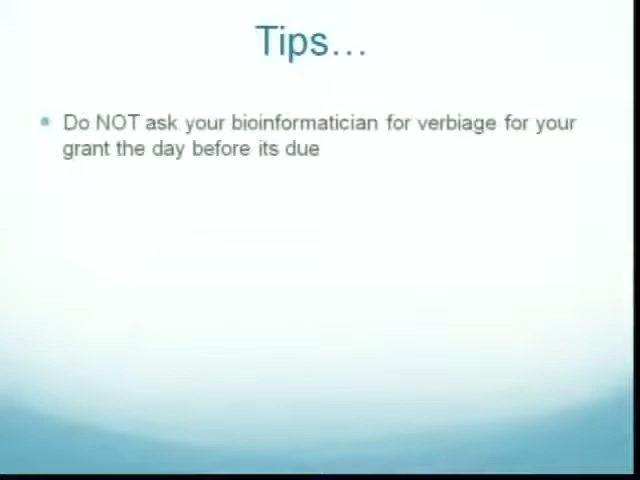 Tips...
Do NOT ask your bioinformatician for verbiage for your
grant the day before its due